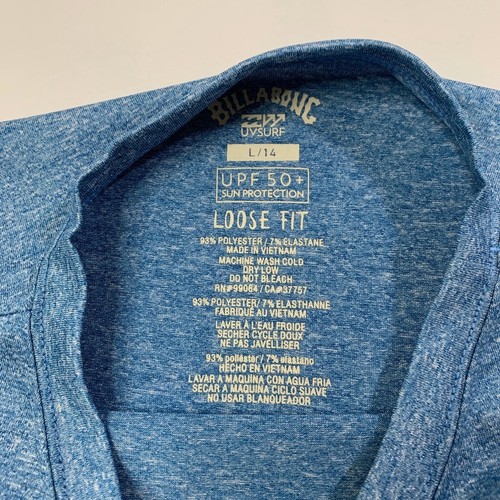 BILLABONG
UVSURF
L/14
UPF 50+
SUN PROTECTION
LOOSE FIT
93% POLYESTER / 7% ELASTANE
MADE IN VIETNAM
MACHINE WASH COLD
DRY LOW
DO NOT BLEACH
RN#99084 / CA#37757
93% POLYESTER/ 7% ELASTHANNE
FABRIQUÉ AU VIETNAM
LAVER À L'EAU FROIDE
SECHER CYCLE DOUX
NE PAS JAVELLISER
93% poliéster / 7% elastano
HECHO EN VIETNAM
LAVAR A MAQUINA CON AGUA FRIA
SECAR A MAQUINA CICLO SUAVE
NO USAR BLANQUEADOR